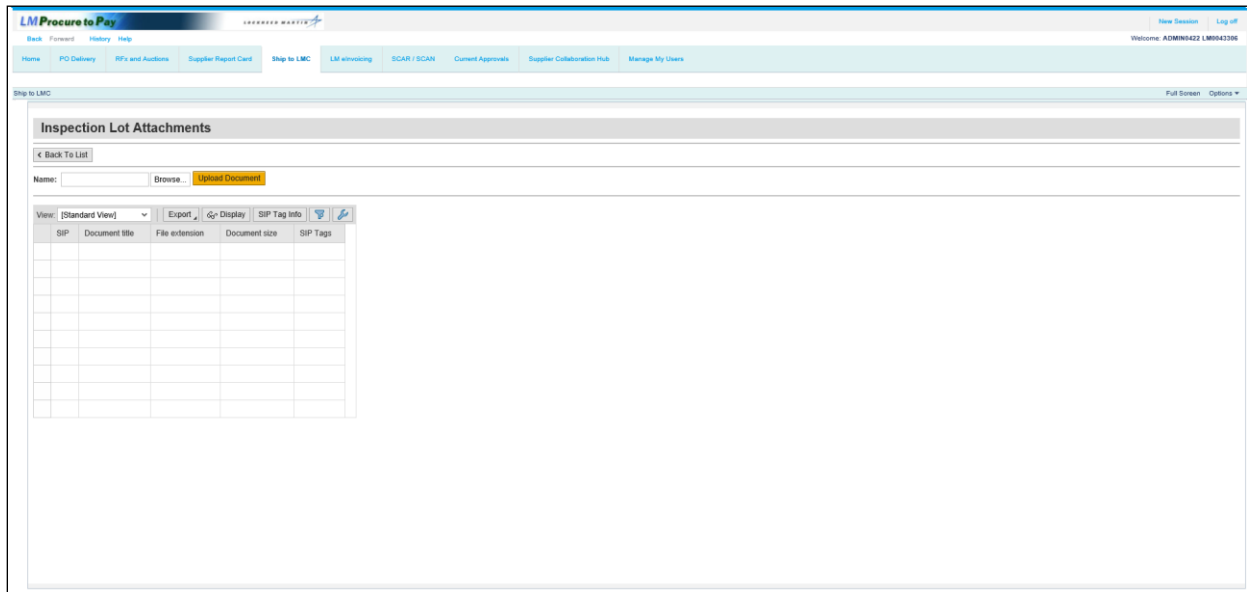 LM Procure to Pay LOCKHEED MARTIN New Session Log off
Back Forward History Help Welcome: ADMIN0422 LM0043306
Home PO Delivery RFx and Auctions Supplier Report Card Ship to LMC LM eInvoicing SCAR / SCAN Current Approvals Supplier Collaboration Hub Manage My Users
Ship to LMC Full Screen Options
Inspection Lot Attachments
< Back To List
Name: Browse... Upload Document
View: [Standard View] Export Display SIP Tag Info
SIP Document title File extension Document size SIP Tags